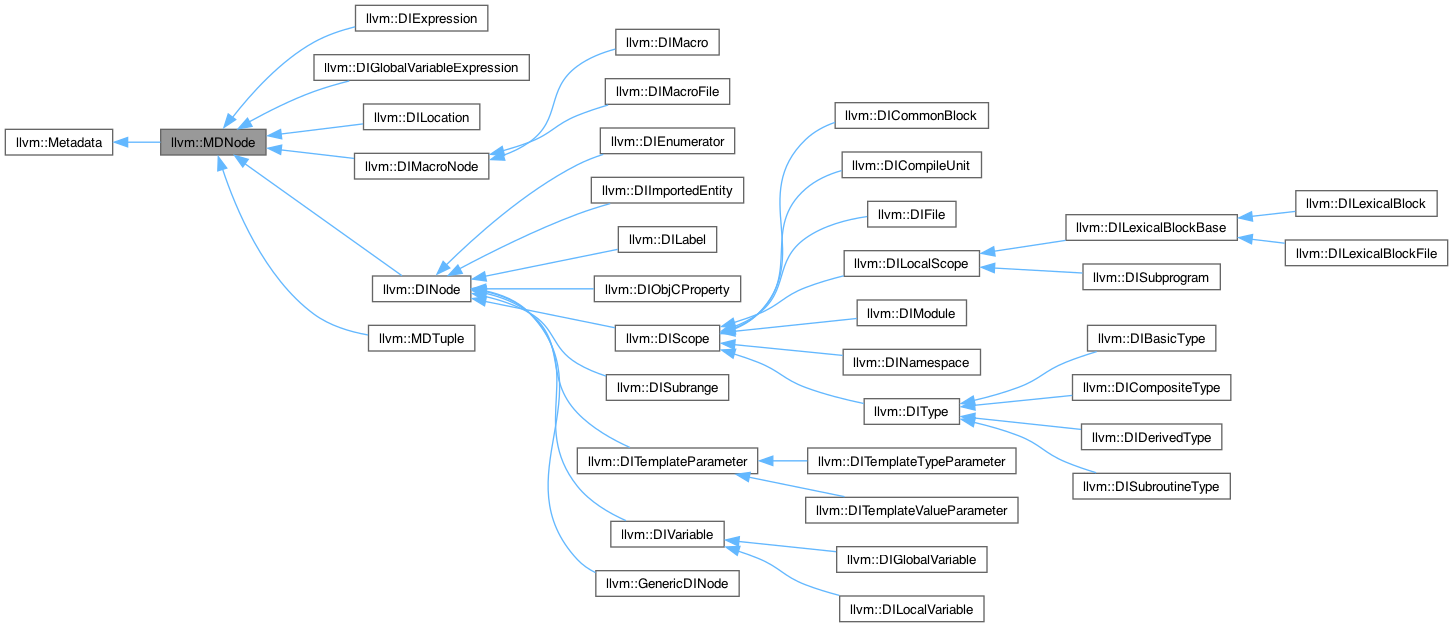 llvm::Metadata
llvm::MDNode
llvm::DIExpression
llvm::DIGlobalVariableExpression
llvm::DILocation
llvm::DIMacroNode
llvm::DINode
llvm::MDTuple
llvm::DIMacro
llvm::DIMacroFile
llvm::DIEnumerator
llvm::DIImportedEntity
llvm::DILabel
llvm::DIObjCProperty
llvm::DIScope
llvm::DISubrange
llvm::DITemplateParameter
llvm::DIVariable
llvm::GenericDINode
llvm::DICommonBlock
llvm::DICompileUnit
llvm::DIFile
llvm::DILocalScope
llvm::DIModule
llvm::DINamespace
llvm::DIType
llvm::DITemplateTypeParameter
llvm::DITemplateValueParameter
llvm::DIGlobalVariable
llvm::DILocalVariable
llvm::DILexicalBlockBase
llvm::DISubprogram
llvm::DIBasicType
llvm::DICompositeType
llvm::DIDerivedType
llvm::DISubroutineType
llvm::DILexicalBlock
llvm::DILexicalBlockFile